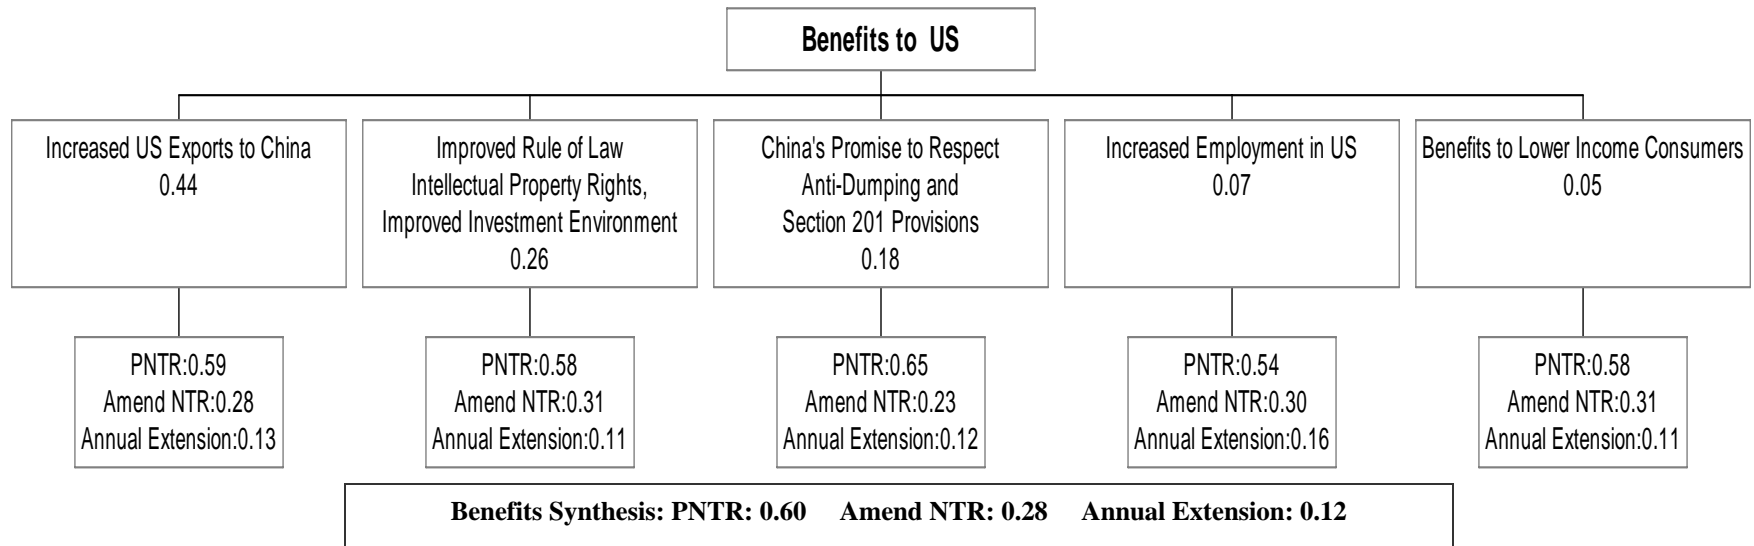 Benefits to US
Increased US Exports to China
0.44
Improved Rule of Law
Intellectual Property Rights,
Improved Investment Environment
0.26
China's Promise to Respect
Anti-Dumping and
Section 201 Provisions
0.18
Increased Employment in US
0.07
Benefits to Lower Income Consumers
0.05
PNTR:0.59
Amend NTR:0.28
Annual Extension:0.13
PNTR:0.58
Amend NTR:0.31
Annual Extension:0.11
PNTR:0.65
Amend NTR:0.23
Annual Extension:0.12
PNTR:0.54
Amend NTR:0.30
Annual Extension:0.16
PNTR:0.58
Amend NTR:0.31
Annual Extension:0.11
Benefits Synthesis: PNTR: 0.60 Amend NTR: 0.28 Annual Extension: 0.12